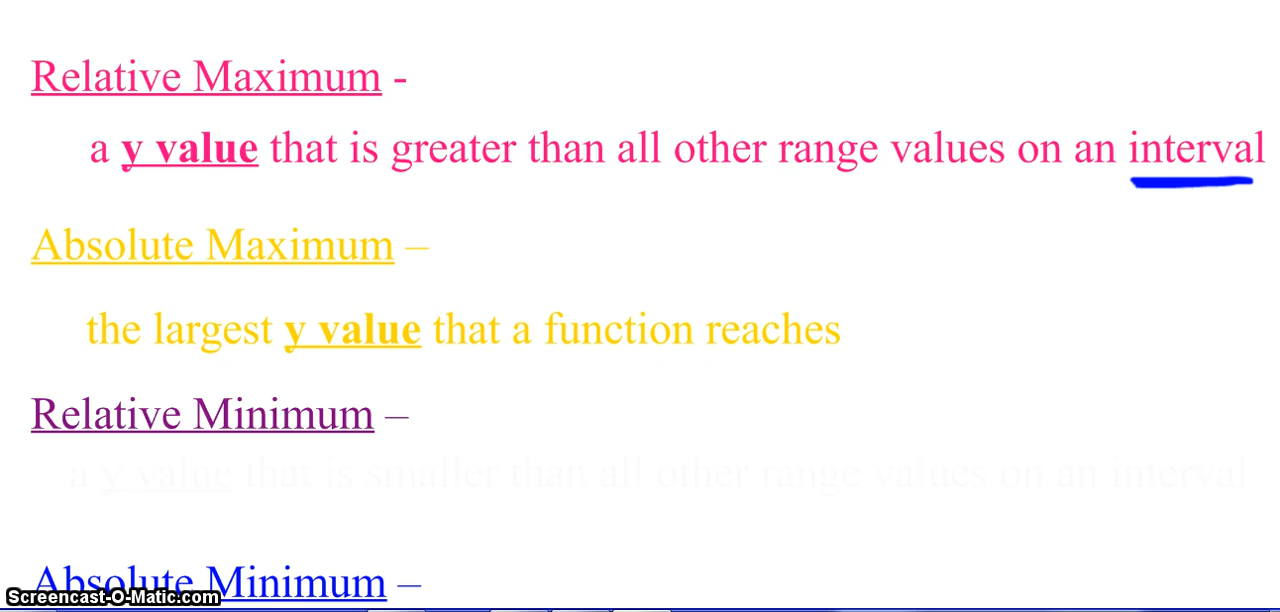 Relative Maximum -
a y value that is greater than all other range values on an interval
Absolute Maximum –
the largest y value that a function reaches
Relative Minimum –
a y value that is smaller than all other range values on an interval
Absolute Minimum –
Screencast-O-Matic.com